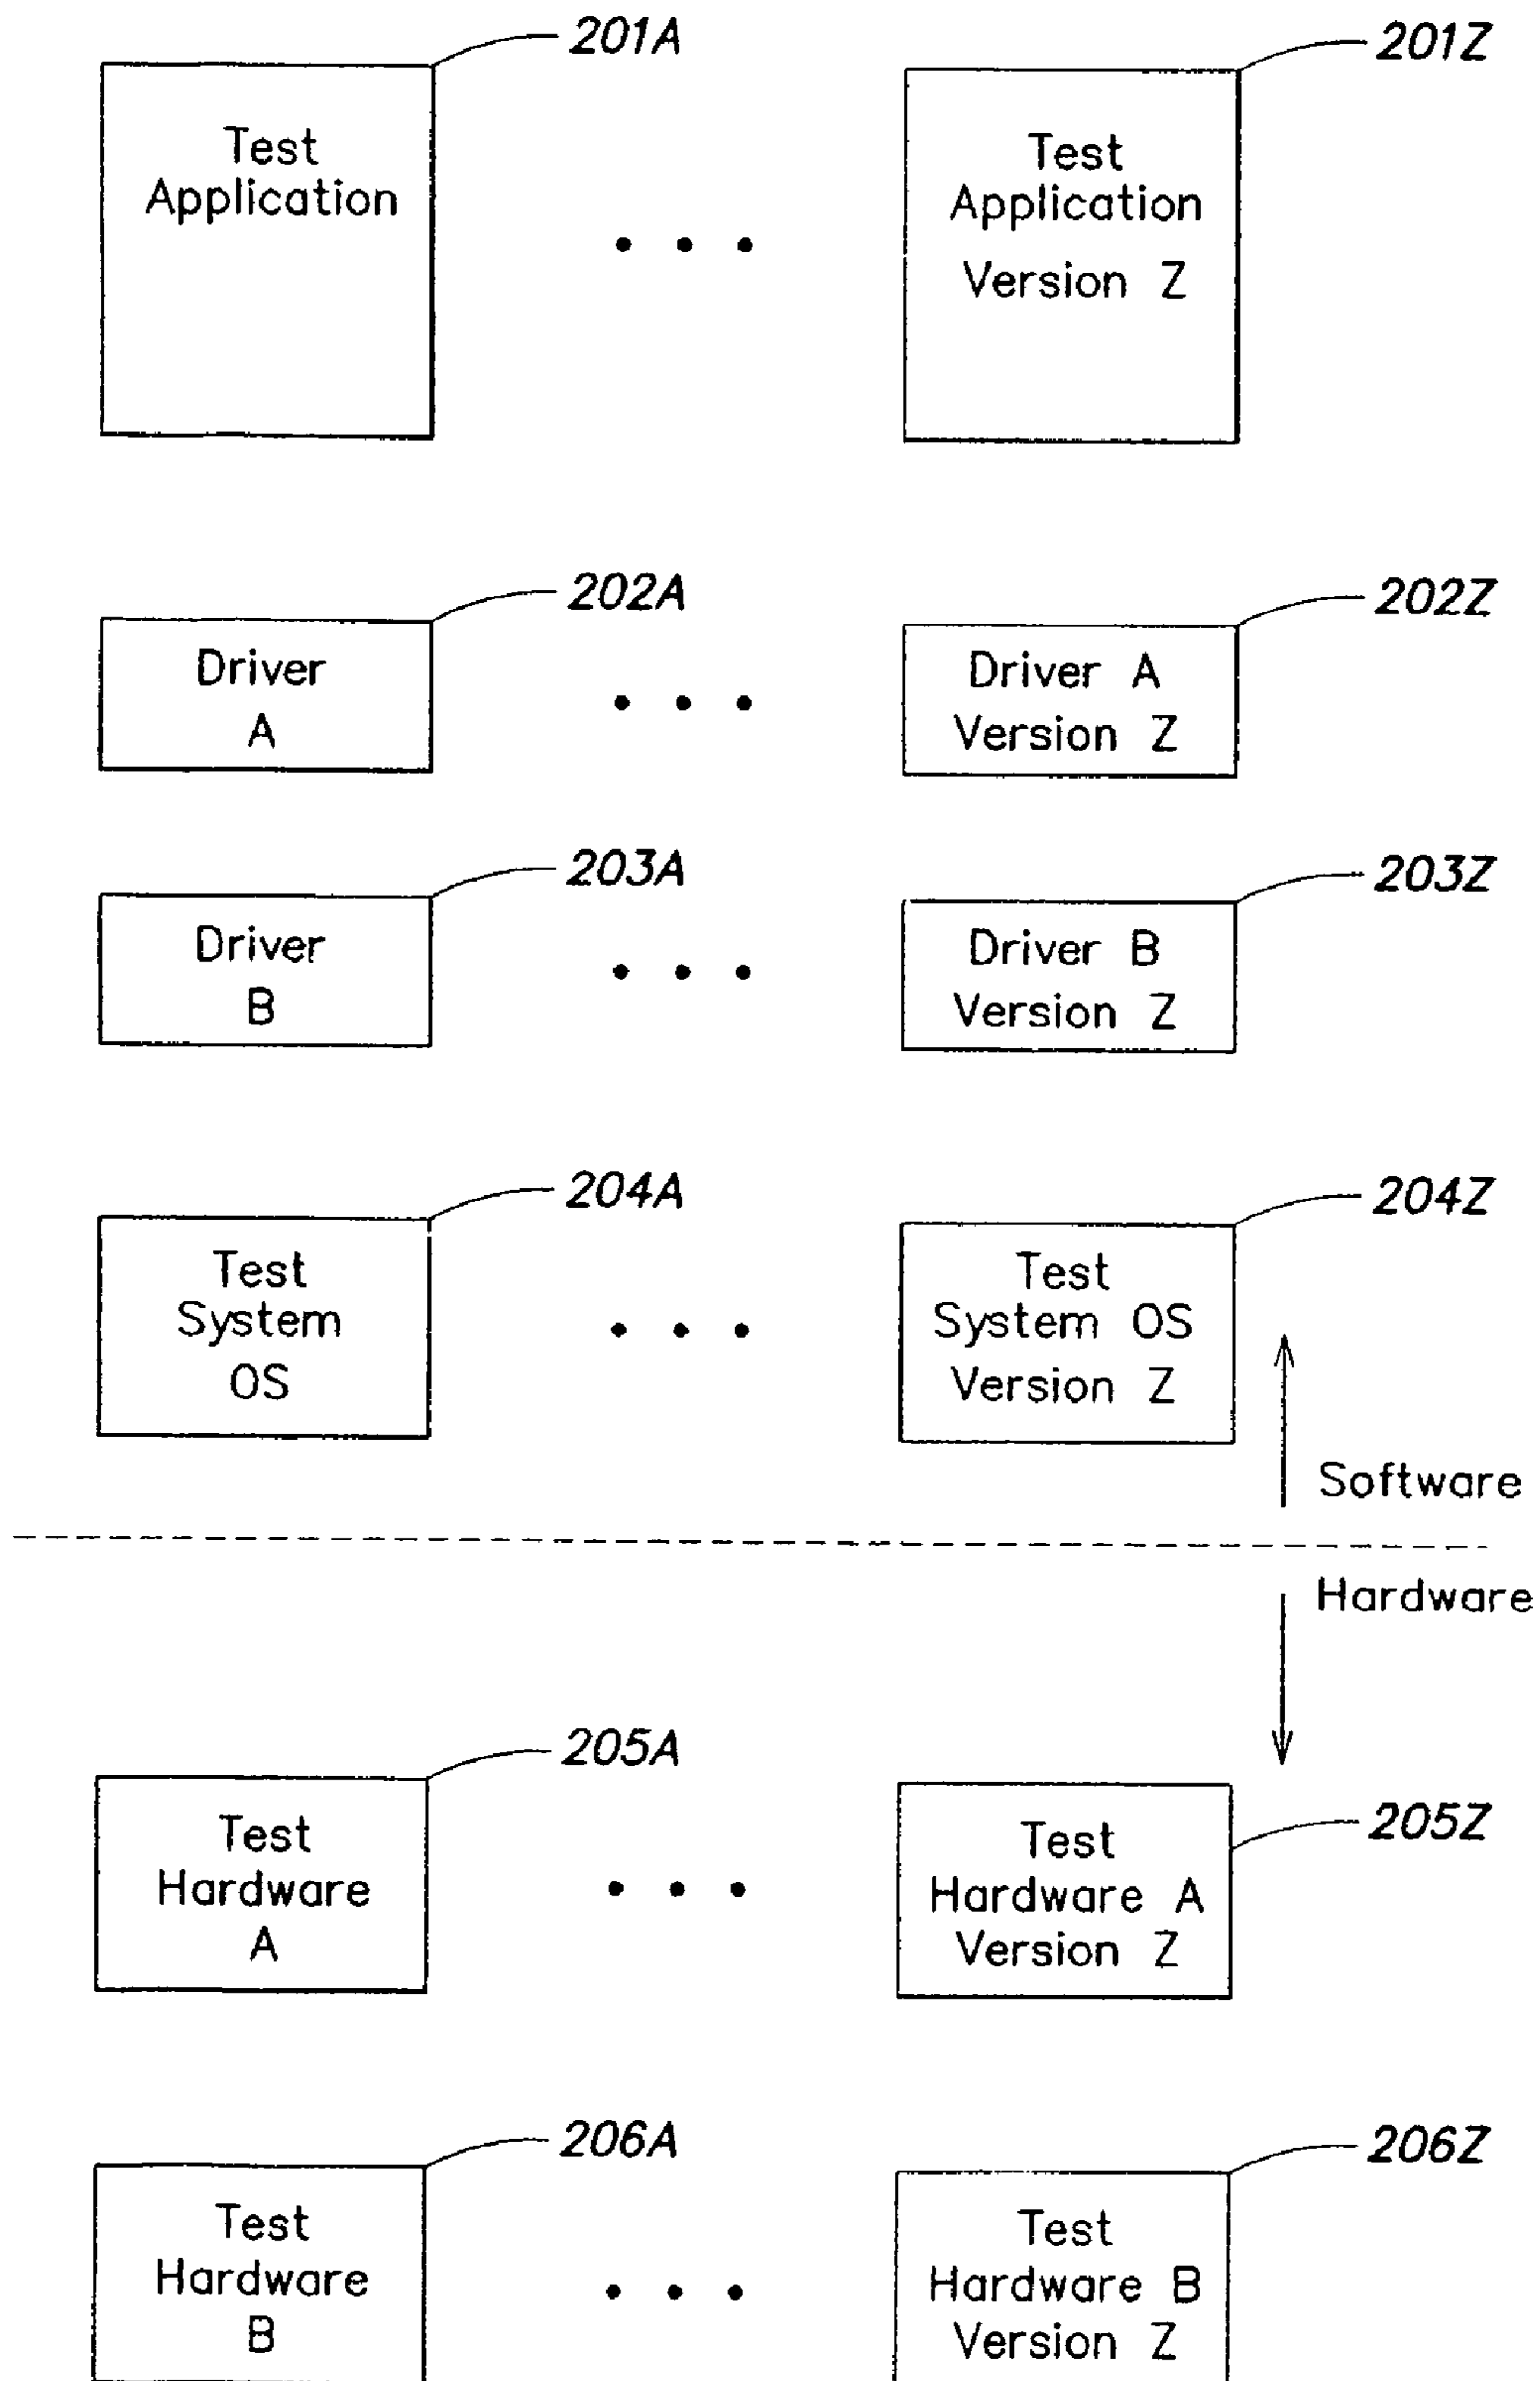 201A
201Z
Test
Application
Test
Application
Version Z
202A
202Z
Driver
A
Driver A
Version Z
203A
203Z
Driver
B
Driver B
Version Z
204A
204Z
Test
System
OS
Test
System OS
Version Z
Software
Hardware
205A
205Z
Test
Hardware
A
Test
Hardware A
Version Z
206A
206Z
Test
Hardware
B
Test
Hardware B
Version Z